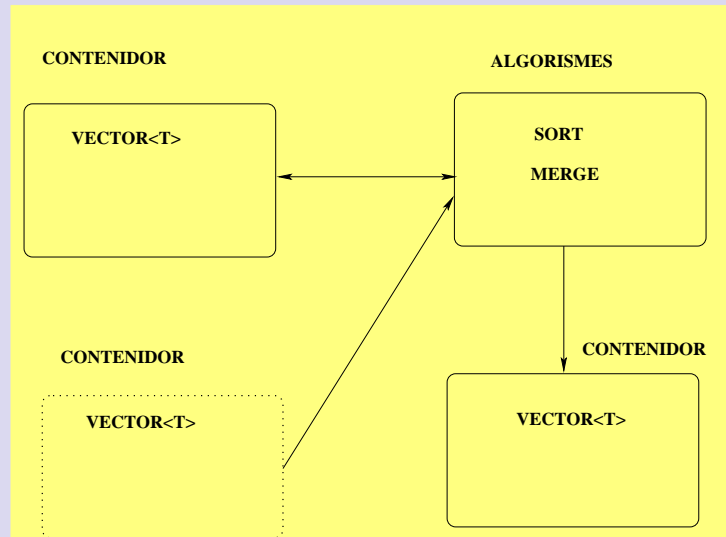 CONTENIDOR
ALGORISMES
VECTOR<T>
SORT
MERGE
CONTENIDOR
CONTENIDOR
VECTOR<T>
VECTOR<T>